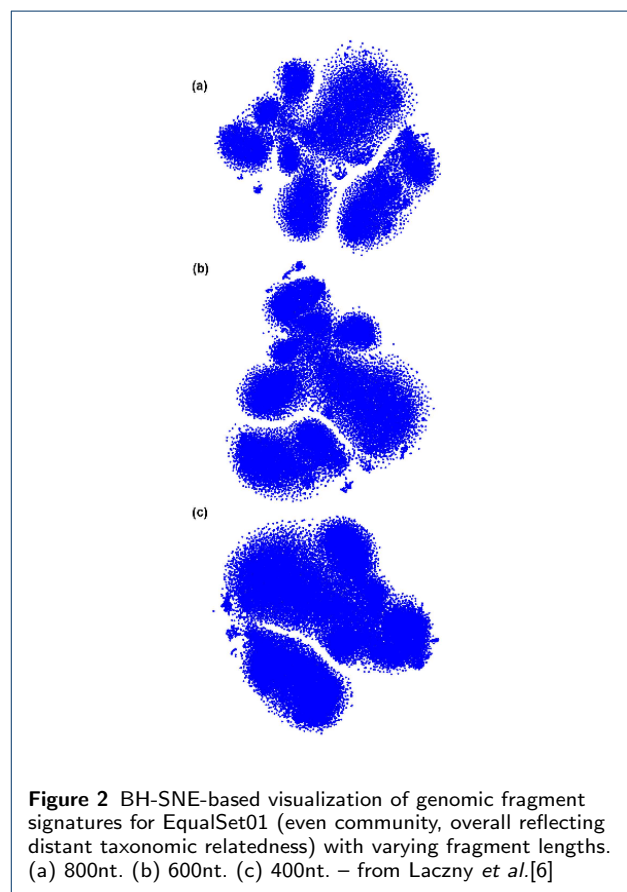 (a)
(b)
(c)
Figure 2 BH-SNE-based visualization of genomic fragment
signatures for EqualSet01 (even community, overall reflecting
distant taxonomic relatedness) with varying fragment lengths.
(a) 800nt. (b) 600nt. (c) 400nt. – from Laczny et al.[6]